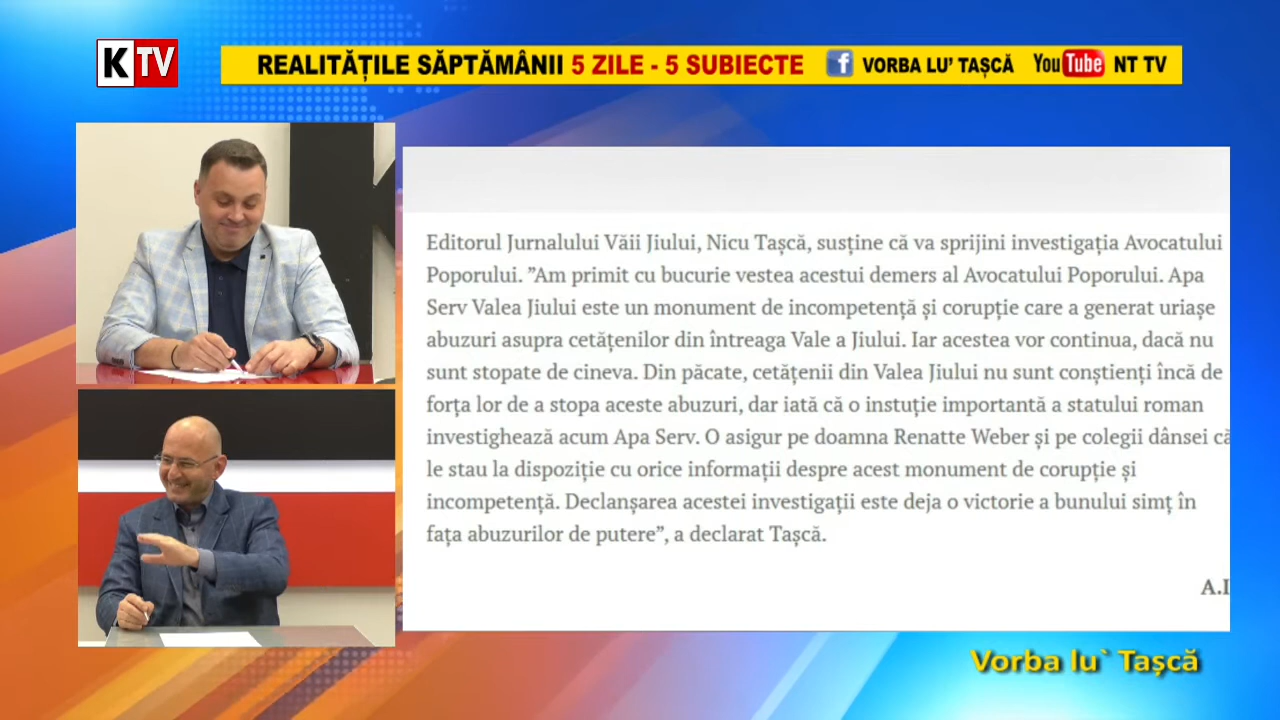 KTV
REALITĂȚILE SĂPTĂMÂNII 5 ZILE - 5 SUBIECTE f VORBA LU' TAȘCĂ YouTube NT TV
Editorul Jurnalului Văii Jiului, Nicu Tașcă, susține că va sprijini investigația Avocatului
Poporului. ”Am primit cu bucurie vestea acestui demers al Avocatului Poporului. Apa
Serv Valea Jiului este un monument de incompetență și corupție care a generat uriașe
abuzuri asupra cetățenilor din întreaga Vale a Jiului. Iar acestea vor continua, dacă nu
sunt stopate de cineva. Din păcate, cetățenii din Valea Jiului nu sunt conștienți încă de
forța lor de a stopa aceste abuzuri, dar iată că o instuție importantă a statului roman
investighează acum Apa Serv. O asigur pe doamna Renatte Weber și pe colegii dânsei că
le stau la dispoziție cu orice informații despre acest monument de corupție și
incompetență. Declanșarea acestei investigații este deja o victorie a bunului simț în
fața abuzurilor de putere”, a declarat Tașcă.
A.I
Vorba lu` Tașcă